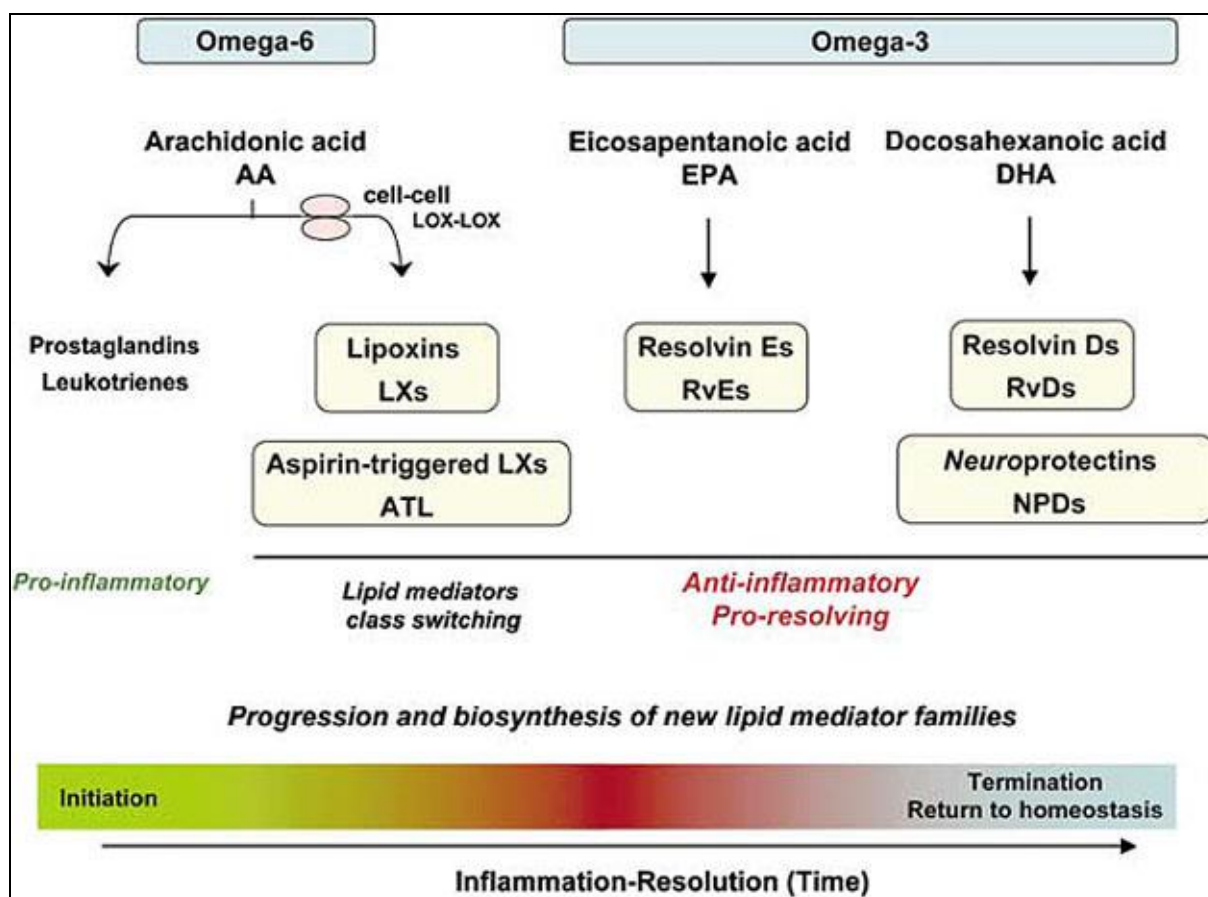 Omega-6
Omega-3
Arachidonic acid
AA
cell-cell
LOX-LOX
Eicosapentanoic acid
EPA
Docosahexanoic acid
DHA
Prostaglandins
Leukotrienes
Lipoxins
LXs
Resolvin Es
RvEs
Resolvin Ds
RvDs
Aspirin-triggered LXs
ATL
Neuroprotectins
NPDs
Pro-inflammatory
Lipid mediators
class switching
Anti-inflammatory
Pro-resolving
Progression and biosynthesis of new lipid mediator families
Initiation
Termination
Return to homeostasis
Inflammation-Resolution (Time)